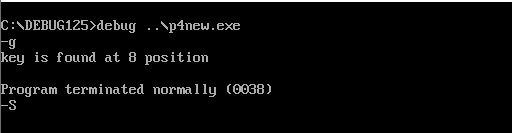 C:\DEBUG125>debug ..\p4new.exe
-g
key is found at 8 position
Program terminated normally (0038)
-S